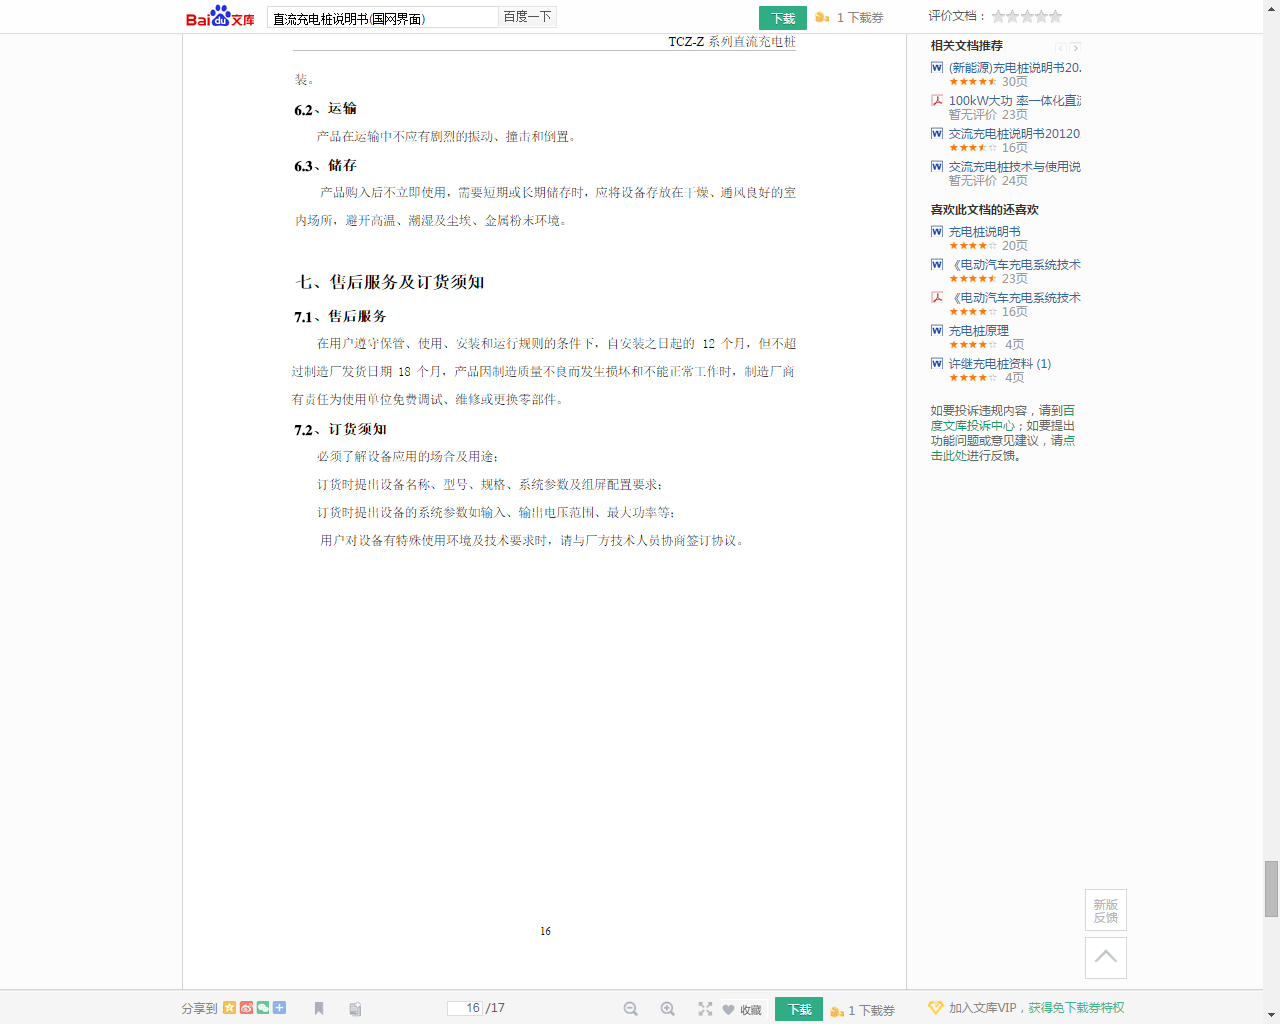 Baidu文库
直流充电桩说明书(国网界面)
百度一下
下载
1 下载券
评价文档：
TCZ-Z 系列直流充电桩
装。
6.2、运输
产品在运输中不应有剧烈的振动、撞击和倒置。
6.3、储存
产品购入后不立即使用，需要短期或长期储存时，应将设备存放在干燥、通风良好的室
内场所，避开高温、潮湿及尘埃、金属粉末环境。
七、售后服务及订货须知
7.1、售后服务
在用户遵守保管、使用、安装和运行规则的条件下，自安装之日起的 12 个月，但不超
过制造厂发货日期 18 个月，产品因制造质量不良而发生损坏和不能正常工作时，制造厂商
有责任为使用单位免费调试、维修或更换零部件。
7.2、订货须知
必须了解设备应用的场合及用途；
订货时提出设备名称、型号、规格、系统参数及组屏配置要求；
订货时提出设备的系统参数如输入、输出电压范围、最大功率等；
用户对设备有特殊使用环境及技术要求时，请与厂方技术人员协商签订协议。
16
相关文档推荐
(新能源)充电桩说明书20.
30页
100kW大功 率一体化直流
暂无评价 23页
交流充电桩说明书20120
16页
交流充电桩技术与使用说
暂无评价 24页
喜欢此文档的还喜欢
充电桩说明书
20页
《电动汽车充电系统技术
23页
《电动汽车充电系统技术
16页
充电桩原理
4页
许继充电桩资料 (1)
4页
如要投诉违规内容，请到百
度文库投诉中心；如要提出
功能问题或意见建议，请点
击此处进行反馈。
新版
反馈
分享到
16 /17
收藏
下载
1 下载券
加入文库VIP，获得免下载券特权